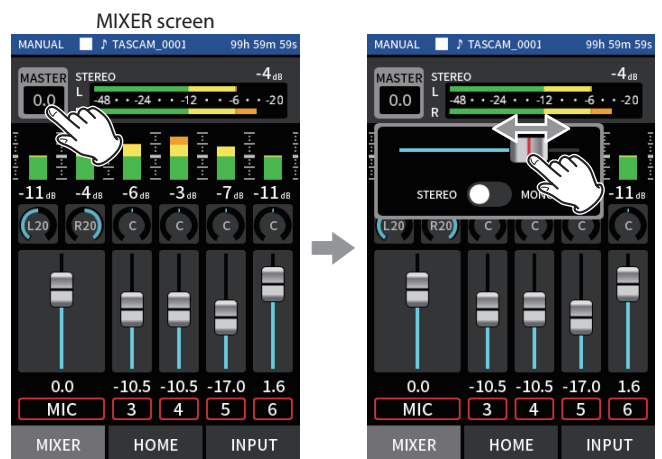 MIXER screen
MANUAL ♪ TASCAM_0001 99h 59m 59s
MASTER STEREO -4dB
0.0 L -48 · · -24 · · -12 · · -6 · · -20
-11dB -4dB -6dB -3dB -7dB -11dB
L20 R20 C C C C
0.0 -10.5 -10.5 -17.0 1.6
MIC 3 4 5 6
MIXER HOME INPUT
MANUAL ♪ TASCAM_0001 99h 59m 59s
MASTER STEREO -4dB
0.0 L -48 · · -24 · · -12 · · -6 · · -20
R
STEREO
-11dB
L20 R20 C C C C
0.0 -10.5 -10.5 -17.0 1.6
MIC 3 4 5 6
MIXER HOME INPUT